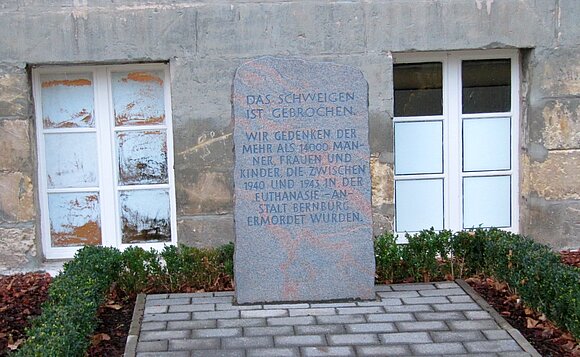 DAS SCHWEIGEN
IST GEBROCHEN.
WIR GEDENKEN DER
MEHR ALS 14000 MÄN-
NER, FRAUEN UND
KINDER, DIE ZWISCHEN
1940 UND 1943 IN DER
EUTHANASIE-AN-
STALT BERNBURG
ERMORDET WURDEN.